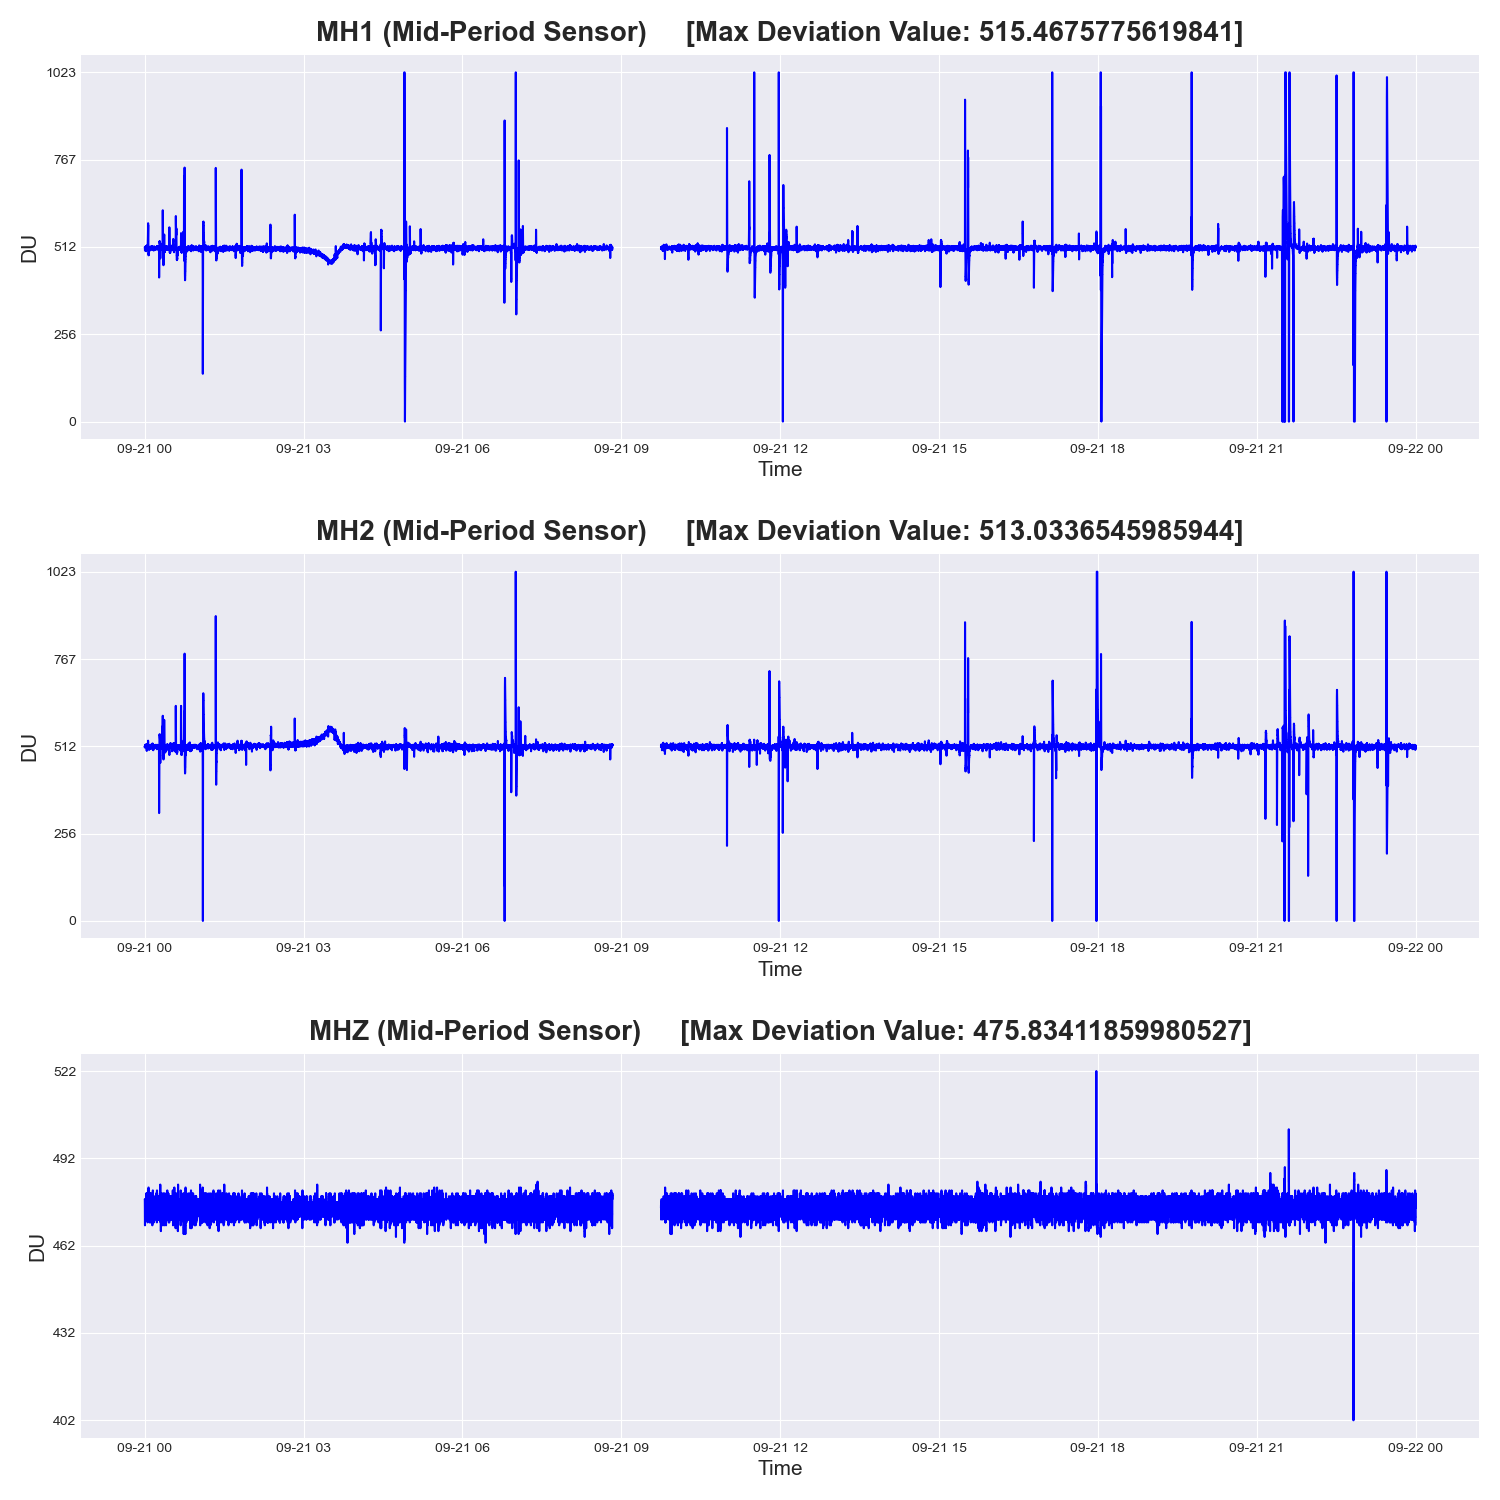 MH1 (Mid-Period Sensor) [Max Deviation Value: 515.4675775619841]
1023
767
512
256
0
DU
09-21 00 09-21 03 09-21 06 09-21 09 09-21 12 09-21 15 09-21 18 09-21 21 09-22 00
Time
MH2 (Mid-Period Sensor) [Max Deviation Value: 513.0336545985944]
1023
767
512
256
0
DU
09-21 00 09-21 03 09-21 06 09-21 09 09-21 12 09-21 15 09-21 18 09-21 21 09-22 00
Time
MHZ (Mid-Period Sensor) [Max Deviation Value: 475.83411859980527]
522
492
462
432
402
DU
09-21 00 09-21 03 09-21 06 09-21 09 09-21 12 09-21 15 09-21 18 09-21 21 09-22 00
Time